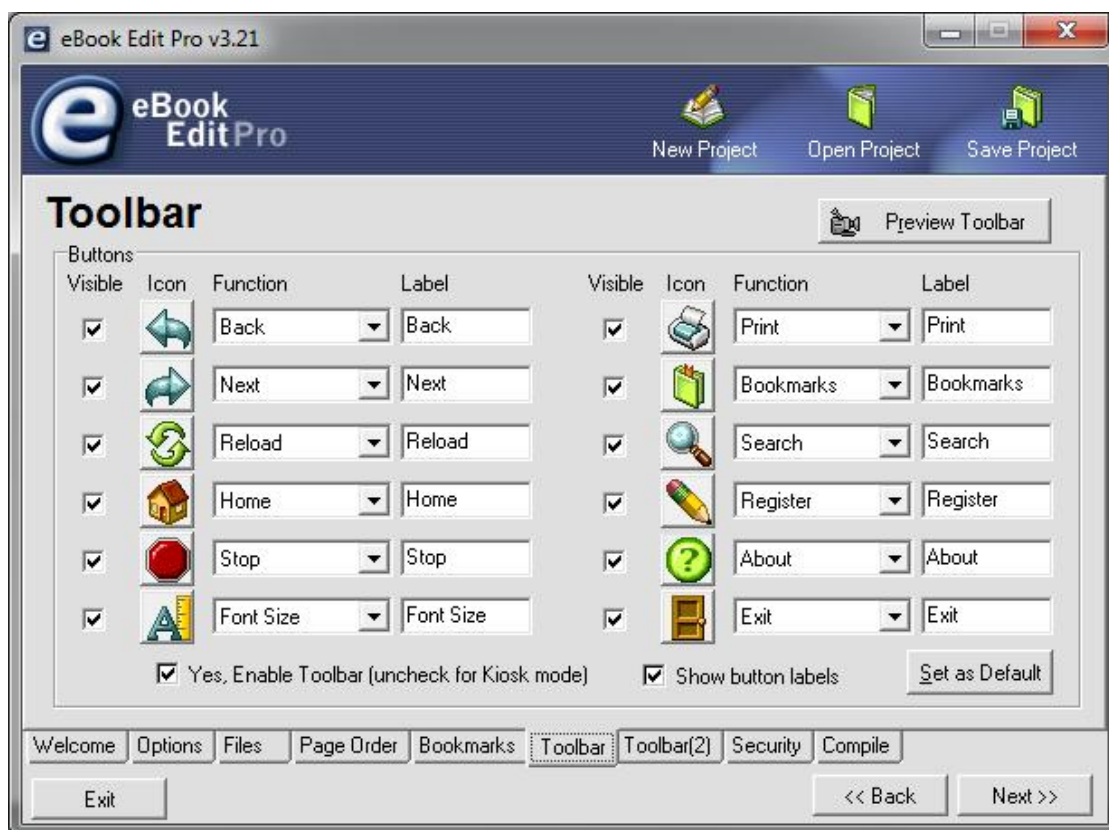 eBook Edit Pro v3.21
eBook
Edit Pro
New Project Open Project Save Project
Toolbar
Preview Toolbar
Buttons
Visible Icon Function Label Visible Icon Function Label
Back Back Print Print
Next Next Bookmarks Bookmarks
Reload Reload Search Search
Home Home Register Register
Stop Stop About About
Font Size Font Size Exit Exit
Yes, Enable Toolbar (uncheck for Kiosk mode) Show button labels Set as Default
Welcome Options Files Page Order Bookmarks Toolbar Toolbar(2) Security Compile
Exit << Back Next >>